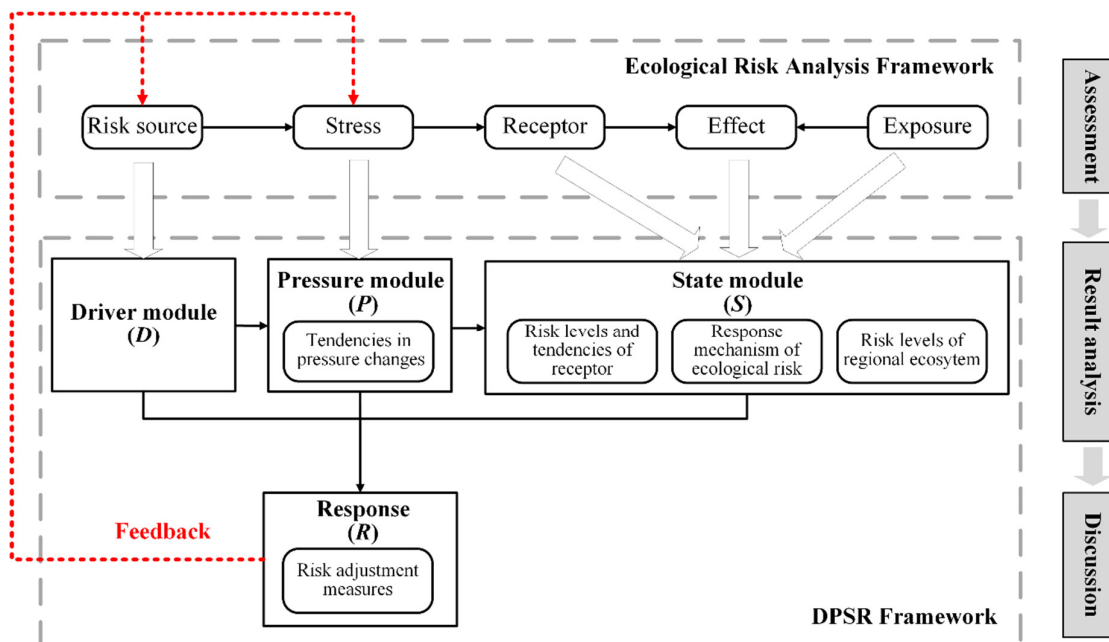 Ecological Risk Analysis Framework
Risk source
Stress
Receptor
Effect
Exposure
Driver module
(D)
Pressure module
(P)
Tendencies in
pressure changes
State module
(S)
Risk levels and
tendencies of
receptor
Response
mechanism of
ecological risk
Risk levels of
regional ecosytem
Feedback
Response
(R)
Risk adjustment
measures
DPSR Framework
Assessment
Result analysis
Discussion